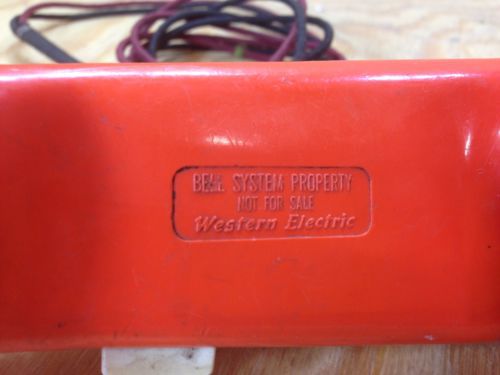 BELL SYSTEM PROPERTY
NOT FOR SALE
Western Electric